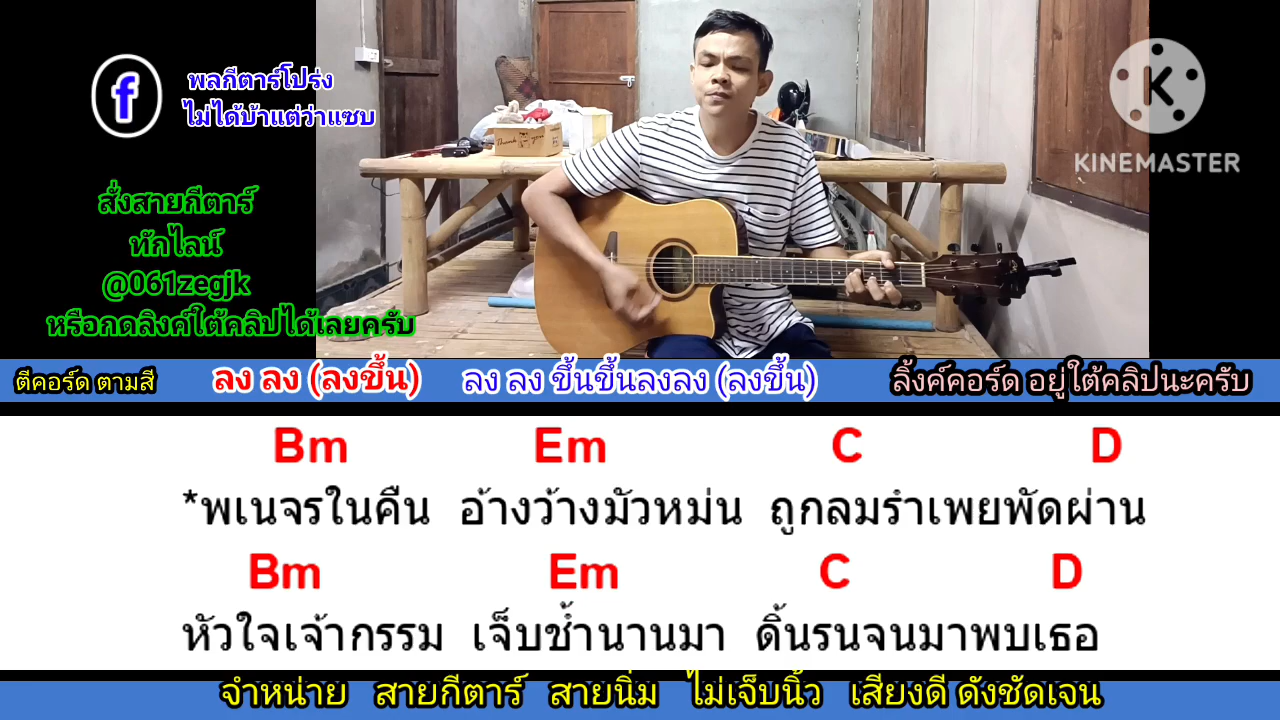 f
พลกีตาร์โปร่ง
ไม่ได้บ้าแต่ว่าแซบ
K
KINEMASTER
สั่งสายกีตาร์
ทักไลน์
@061zegjk
หรือกดลิงค์ใต้คลิปได้เลยครับ
ตีคอร์ด ตามสี ลง ลง (ลงขึ้น) ลง ลง ขึ้นขึ้นลงลง (ลงขึ้น) ลิ้งค์คอร์ด อยู่ใต้คลิปนะครับ
Bm Em C D
*พเนจรในคืน อ้างว้างมัวหม่น ถูกลมรำเพยพัดผ่าน
Bm Em C D
หัวใจเจ้ากรรม เจ็บช้ำนานมา ดิ้นรนจนมาพบเธอ
จำหน่าย สายกีตาร์ สายนิ่ม ไม่เจ็บนิ้ว เสียงดี ดังชัดเจน